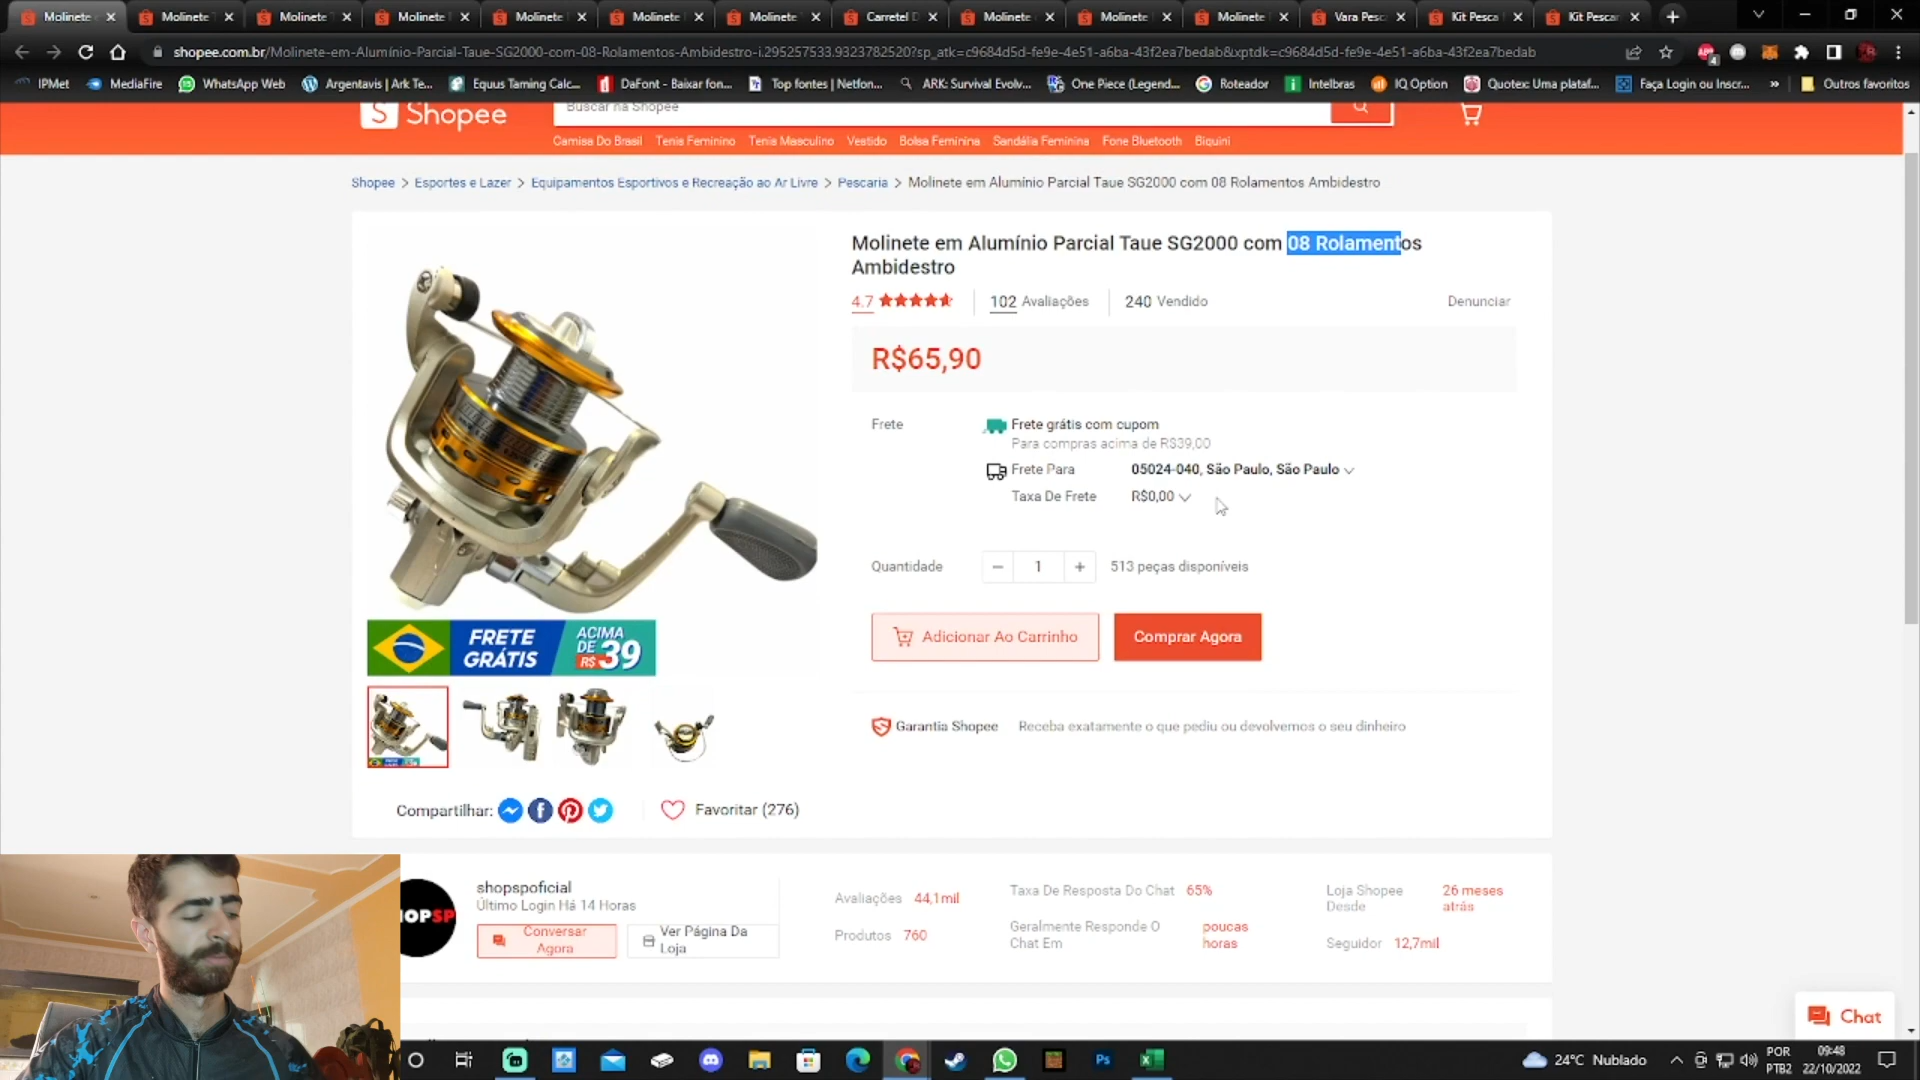 Molinete
Molinete T
Molinete T
Molinete
Molinete
Molinete
Molinete
Carretel D
Molinete
Molinete
Molinete
Vara Pesc
Kit Pesca
Kit Pescar
shopee.com.br/Molinete-em-Alumínio-Parcial-Taue-SG2000-com-08-Rolamentos-Ambidestro-i.295257533.9323782520?sp_atk=c9684d5d-fe9e-4e51-a6ba-43f2ea7bedab&xptdk=c9684d5d-fe9e-4e51-a6ba-43f2ea7bedab
IPMet MediaFire WhatsApp Web Argentavis | Ark Te... Equus Taming Calc... DaFont - Baixar fon... Top fontes | Netfon... ARK: Survival Evolv... One Piece (Legend... Roteador Intelbras IQ Option Quotex: Uma plataf... Faça Login ou Inscr... » Outros favoritos
Shopee
Buscar na Shopee
Camisa Do Brasil Tenis Feminino Tenis Masculino Vestido Bolsa Feminina Sandália Feminina Fone Bluetooth Biquini
Shopee > Esportes e Lazer > Equipamentos Esportivos e Recreação ao Ar Livre > Pescaria > Molinete em Alumínio Parcial Taue SG2000 com 08 Rolamentos Ambidestro
Molinete em Alumínio Parcial Taue SG2000 com 08 Rolamentos
Ambidestro
4.7 102 Avaliações 240 Vendido Denunciar
R$65,90
Frete Frete grátis com cupom
Para compras acima de R$39,00
Frete Para 05024-040, São Paulo, São Paulo
Taxa De Frete R$0,00
Quantidade 1 513 peças disponíveis
Adicionar Ao Carrinho Comprar Agora
FRETE GRÁTIS ACIMA DE R$ 39
Garantia Shopee Receba exatamente o que pediu ou devolvemos o seu dinheiro
Compartilhar: Favoritar (276)
OPSP
shopspoficial
Último Login Há 14 Horas
Conversar Agora
Ver Página Da Loja
Avaliações 44,1mil
Produtos 760
Taxa De Resposta Do Chat 65%
Geralmente Responde O Chat Em poucas horas
Loja Shopee Desde 26 meses atrás
Seguidor 12,7mil
Chat
24°C Nublado
POR
PTB2
09:48
22/10/2022